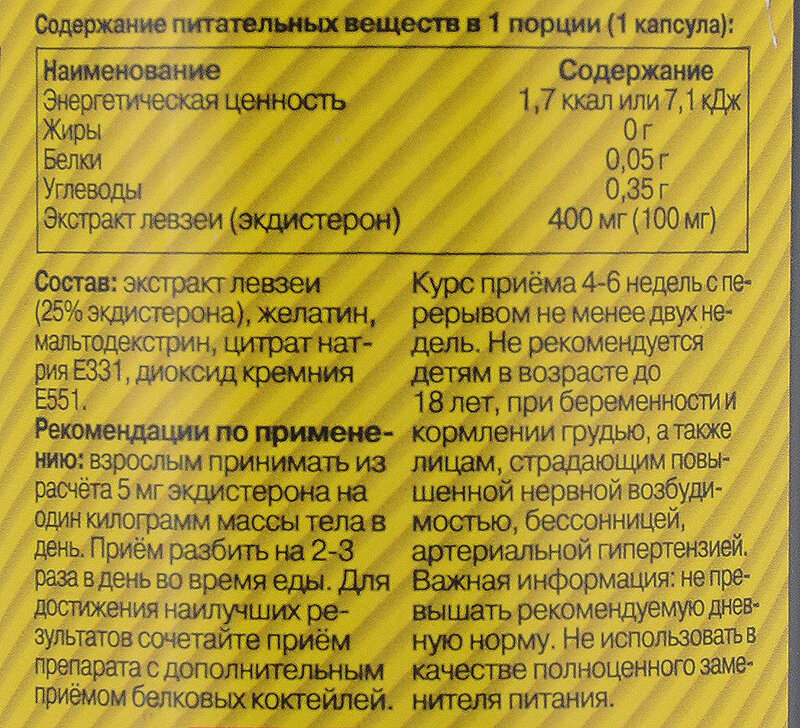 Содержание питательных веществ в 1 порции (1 капсула):
Наименование Содержание
Энергетическая ценность 1,7 ккал или 7,1 кДж
Жиры 0 г
Белки 0,05 г
Углеводы 0,35 г
Экстракт левзеи (экдистерон) 400 мг (100 мг)
Состав: экстракт левзеи
(25% экдистерона), желатин,
мальтодекстрин, цитрат нат-
рия Е331, диоксид кремния
Е551.
Рекомендации по примене-
нию: взрослым принимать из
расчёта 5 мг экдистерона на
один килограмм массы тела в
день. Приём разбить на 2-3
раза в день во время еды. Для
достижения наилучших ре-
зультатов сочетайте приём
препарата с дополнительным
приёмом белковых коктейлей.
Курс приёма 4-6 недель с пе-
рерывом не менее двух не-
дель. Не рекомендуется
детям в возрасте до
18 лет, при беременности и
кормлении грудью, а также
лицам, страдающим повы-
шенной нервной возбуди-
мостью, бессонницей,
артериальной гипертензией.
Важная информация: не пре-
вышать рекомендуемую днев-
ную норму. Не использовать в
качестве полноценного заме-
нителя питания.